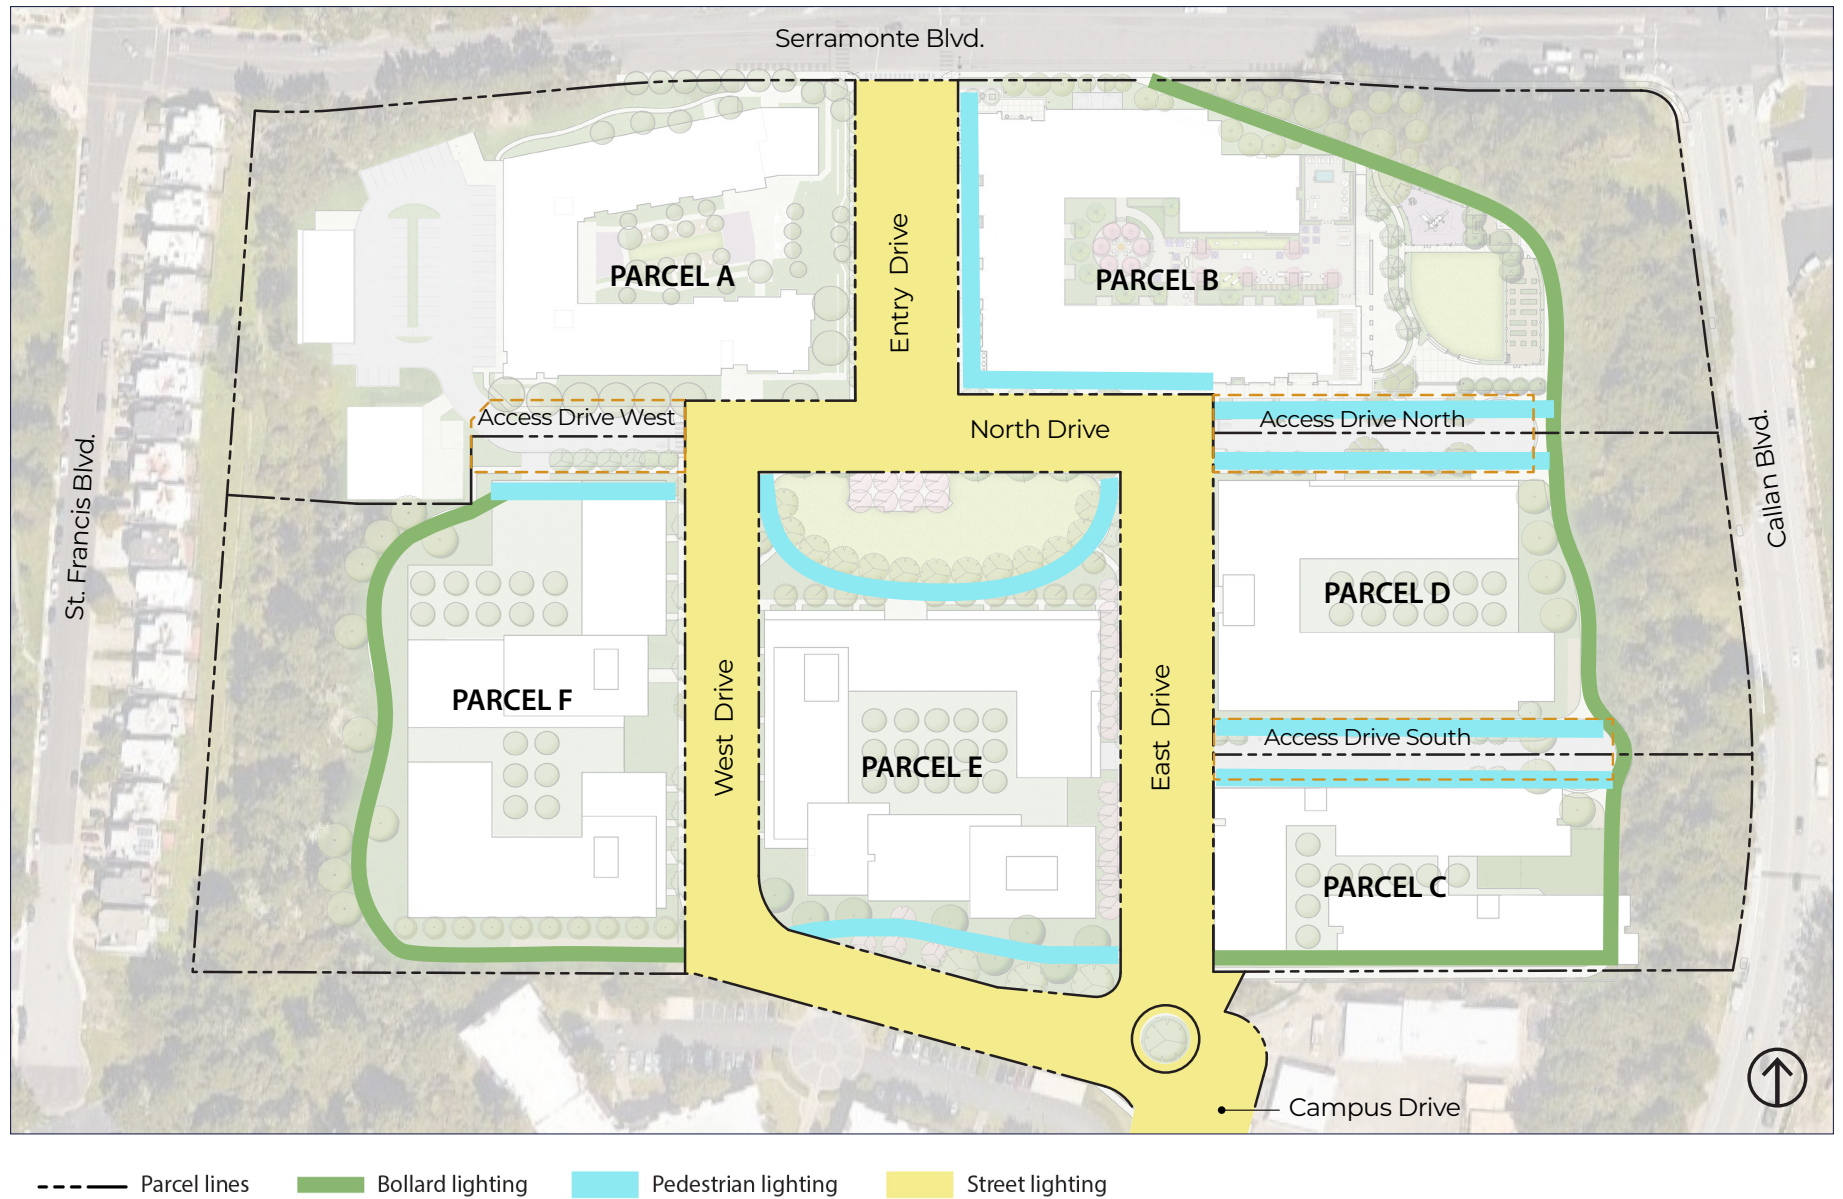 Serramonte Blvd.
Entry Drive
PARCEL A
PARCEL B
Access Drive West
North Drive
Access Drive North
St. Francis Blvd.
Callan Blvd.
PARCEL D
PARCEL F
West Drive
East Drive
Access Drive South
PARCEL E
PARCEL C
Campus Drive
Parcel lines
Bollard lighting
Pedestrian lighting
Street lighting